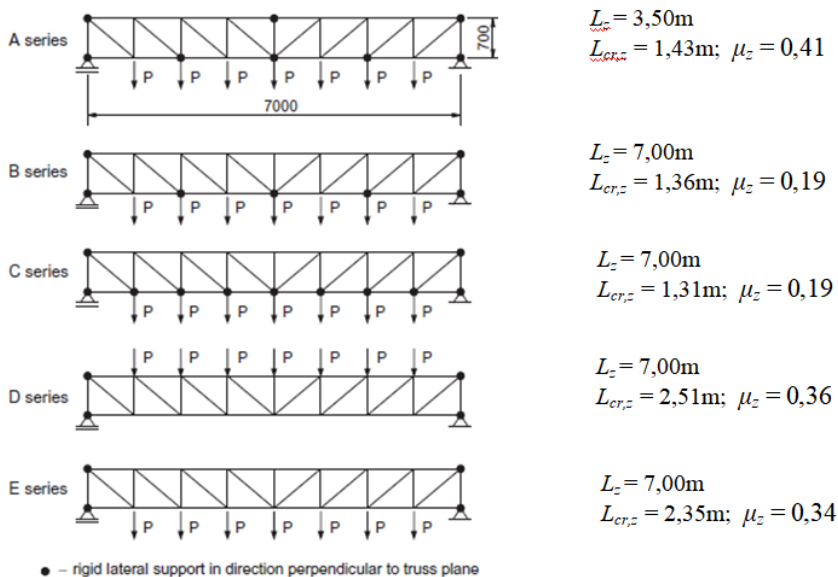 A series
P P P P P P P
700
7000
L_z = 3,50m
L_cr,z = 1,43m; μ_z = 0,41
B series
P P P P P P P
L_z = 7,00m
L_cr,z = 1,36m; μ_z = 0,19
C series
P P P P P P P
L_z = 7,00m
L_cr,z = 1,31m; μ_z = 0,19
P P P P P P P
D series
L_z = 7,00m
L_cr,z = 2,51m; μ_z = 0,36
E series
P P P P P P P
L_z = 7,00m
L_cr,z = 2,35m; μ_z = 0,34
● – rigid lateral support in direction perpendicular to truss plane